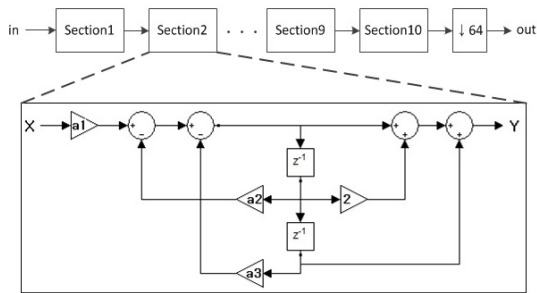 in Section1 Section2 . . . Section9 Section10 ↓ 64 out
X a1 + − + − + + + + Y
z⁻¹
a2 2
z⁻¹
a3